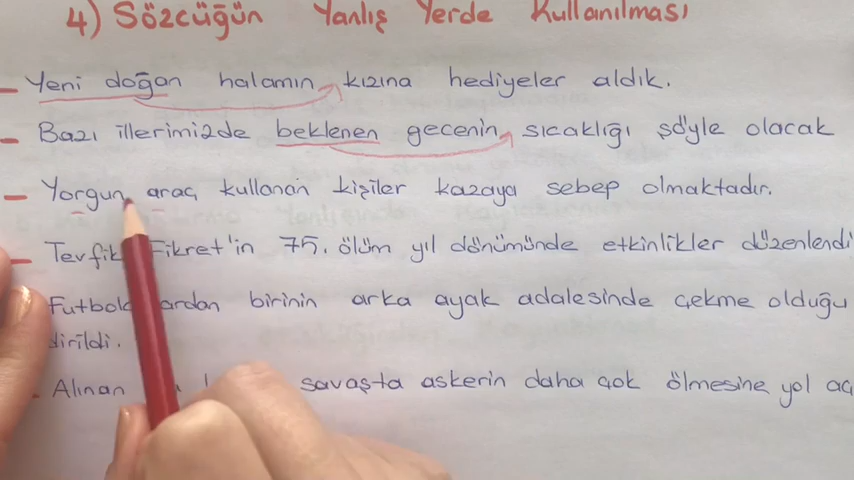 4) Sözcüğün Yanlış Yerde Kullanılması
- Yeni doğan halamın kızına hediyeler aldık.
- Bazı illerimizde beklenen gecenin sıcaklığı şöyle olacak
- Yorgun araç kullanan kişiler kazaya sebep olmaktadır.
- Tevfik Fikret'in 75. ölüm yıl dönümünde etkinlikler düzenlendi
birinin arka ayak adalesinde çekme olduğu
dirildi.
Alınan savaşta askerin daha çok ölmesine yol aç